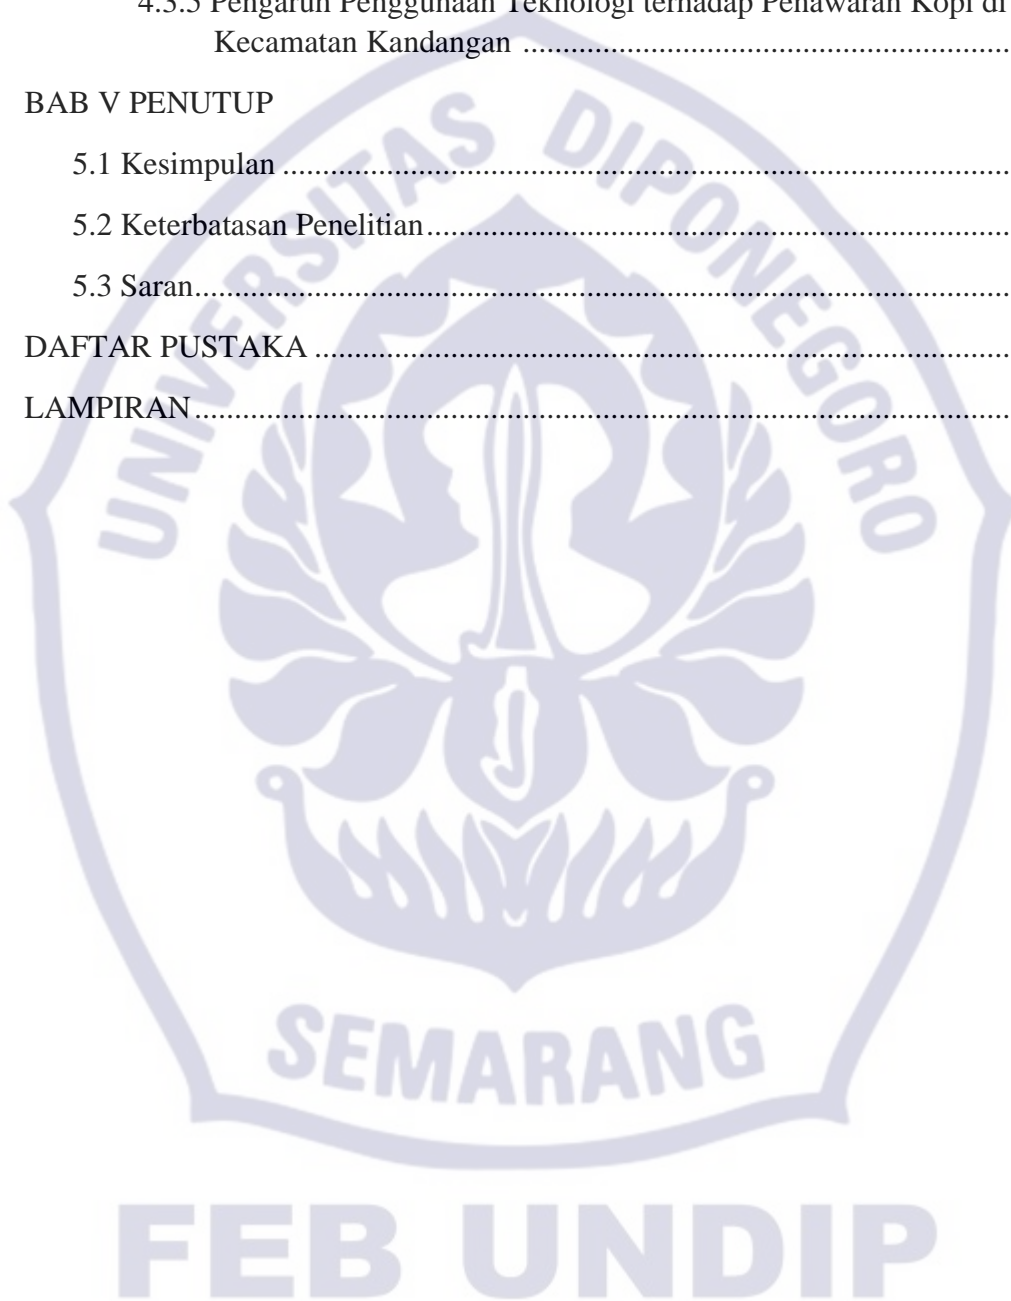 4.3.5 Pengaruh Penggunaan Teknologi terhadap Penawaran Kopi di
Kecamatan Kandangan ............................................................
BAB V PENUTUP
5.1 Kesimpulan ............................................................
5.2 Keterbatasan Penelitian............................................................
5.3 Saran............................................................
DAFTAR PUSTAKA ............................................................
LAMPIRAN............................................................
UNIVERSITAS DIPONEGORO
SEMARANG
FEB UNDIP